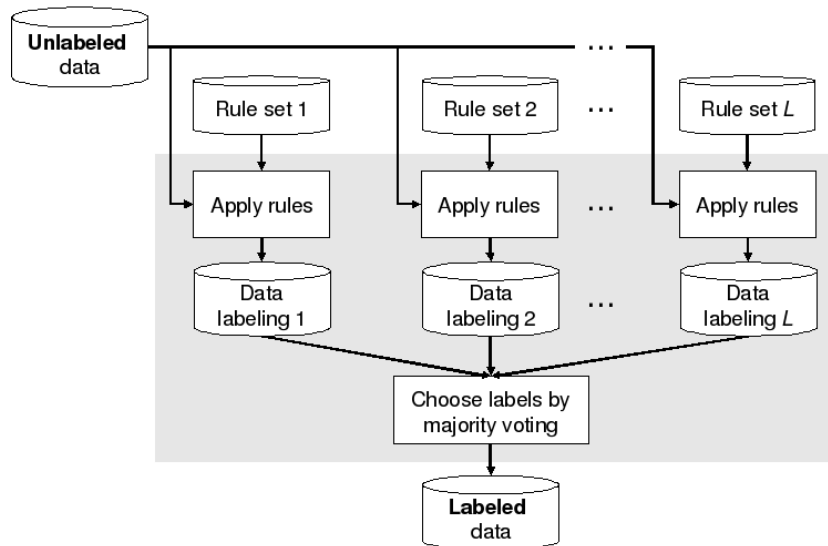 Unlabeled
data
...
Rule set 1
Rule set 2
...
Rule set L
Apply rules
Apply rules
...
Apply rules
Data
labeling 1
Data
labeling 2
...
Data
labeling L
Choose labels by
majority voting
Labeled
data